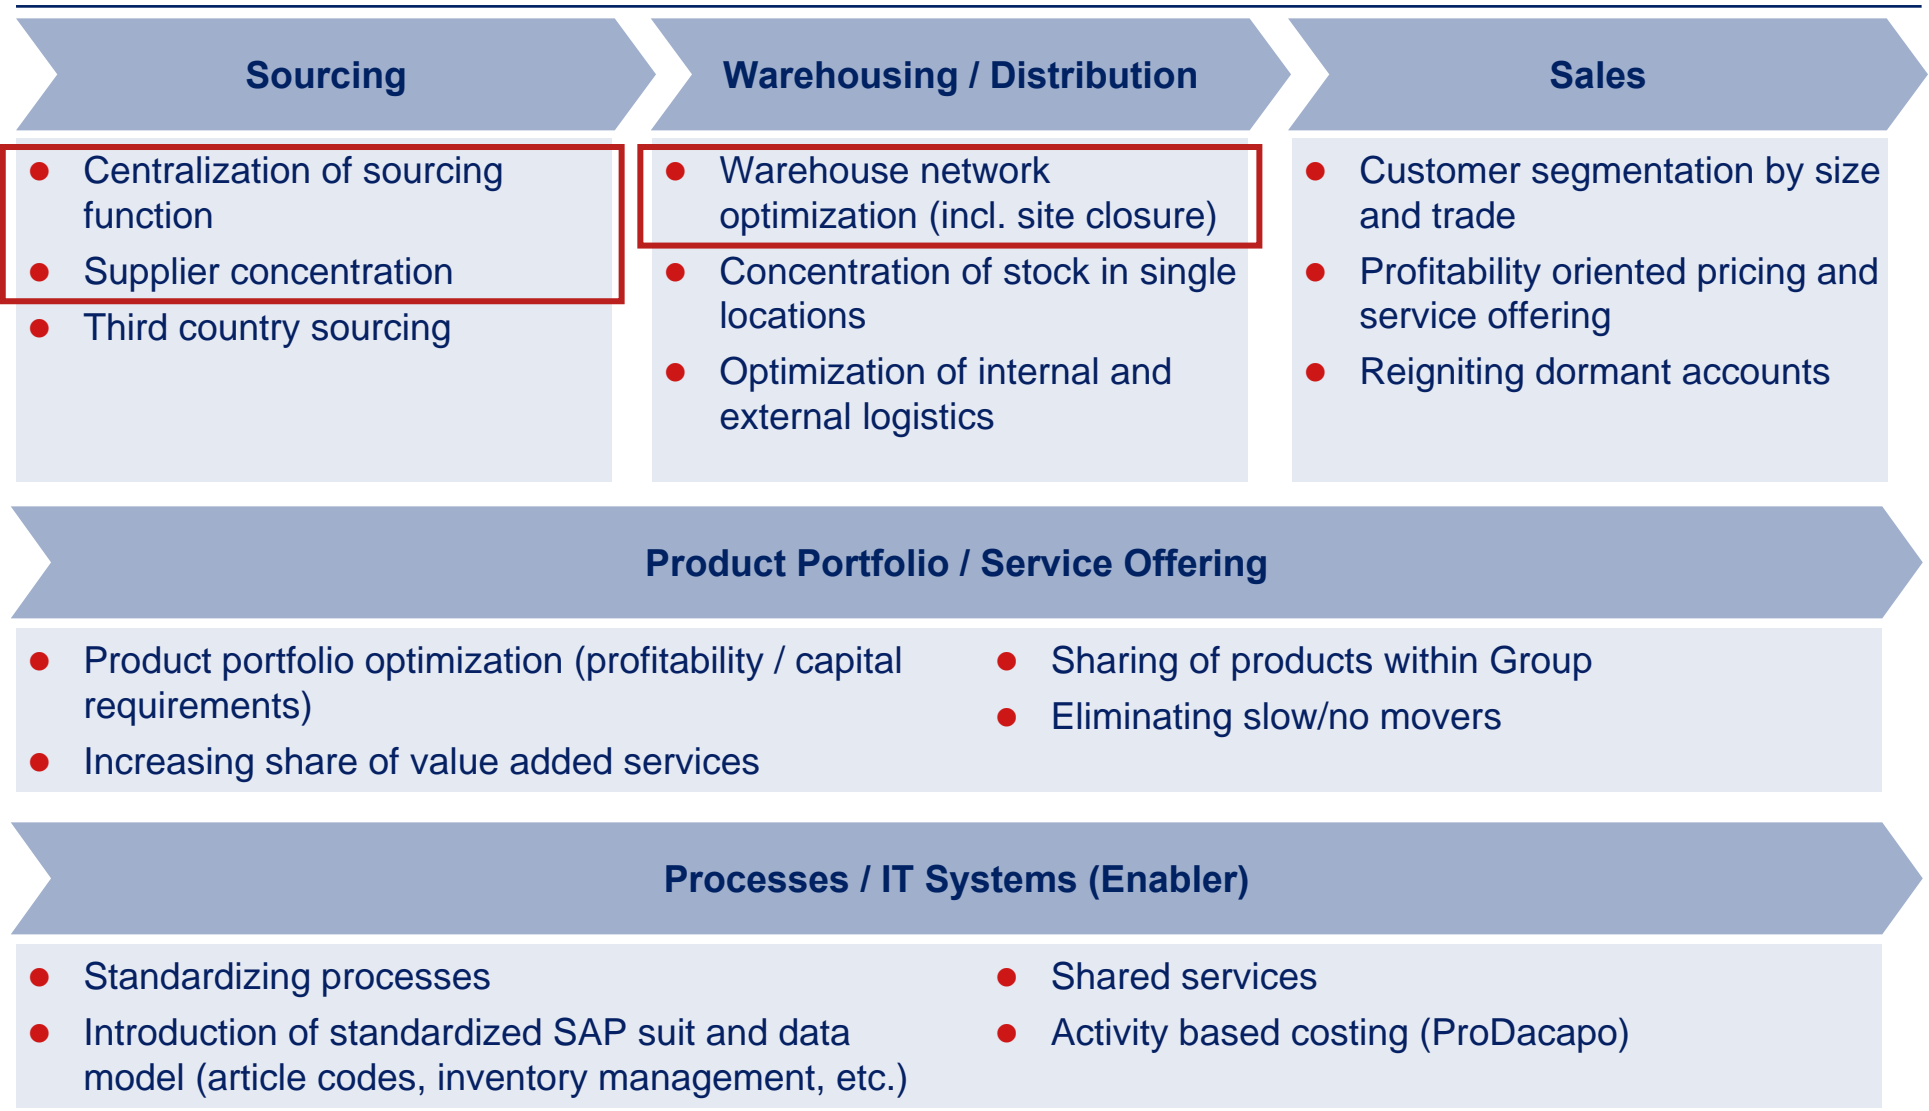 Sourcing
Warehousing / Distribution
Sales
● Centralization of sourcing
function
● Supplier concentration
● Third country sourcing
● Warehouse network
optimization (incl. site closure)
● Concentration of stock in single
locations
● Optimization of internal and
external logistics
● Customer segmentation by size
and trade
● Profitability oriented pricing and
service offering
● Reigniting dormant accounts
Product Portfolio / Service Offering
● Product portfolio optimization (profitability / capital
requirements)
● Increasing share of value added services
● Sharing of products within Group
● Eliminating slow/no movers
Processes / IT Systems (Enabler)
● Standardizing processes
● Introduction of standardized SAP suit and data
model (article codes, inventory management, etc.)
● Shared services
● Activity based costing (ProDacapo)